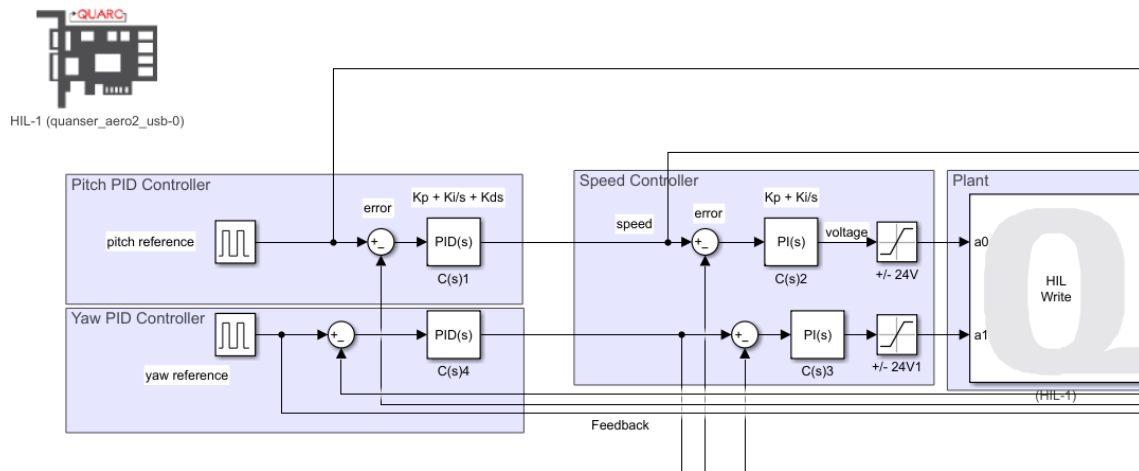 QUARC
HIL-1 (quanser_aero2_usb-0)
Pitch PID Controller
Kp + Ki/s + Kds
error
pitch reference
+
−
PID(s)
C(s)1
Speed Controller
Kp + Ki/s
speed
error
+
−
PI(s)
voltage
C(s)2
+/- 24V
Plant
a0
HIL
Write
a1
(HIL-1)
Yaw PID Controller
yaw reference
+
−
PID(s)
C(s)4
+
−
PI(s)
C(s)3
+/- 24V1
Feedback